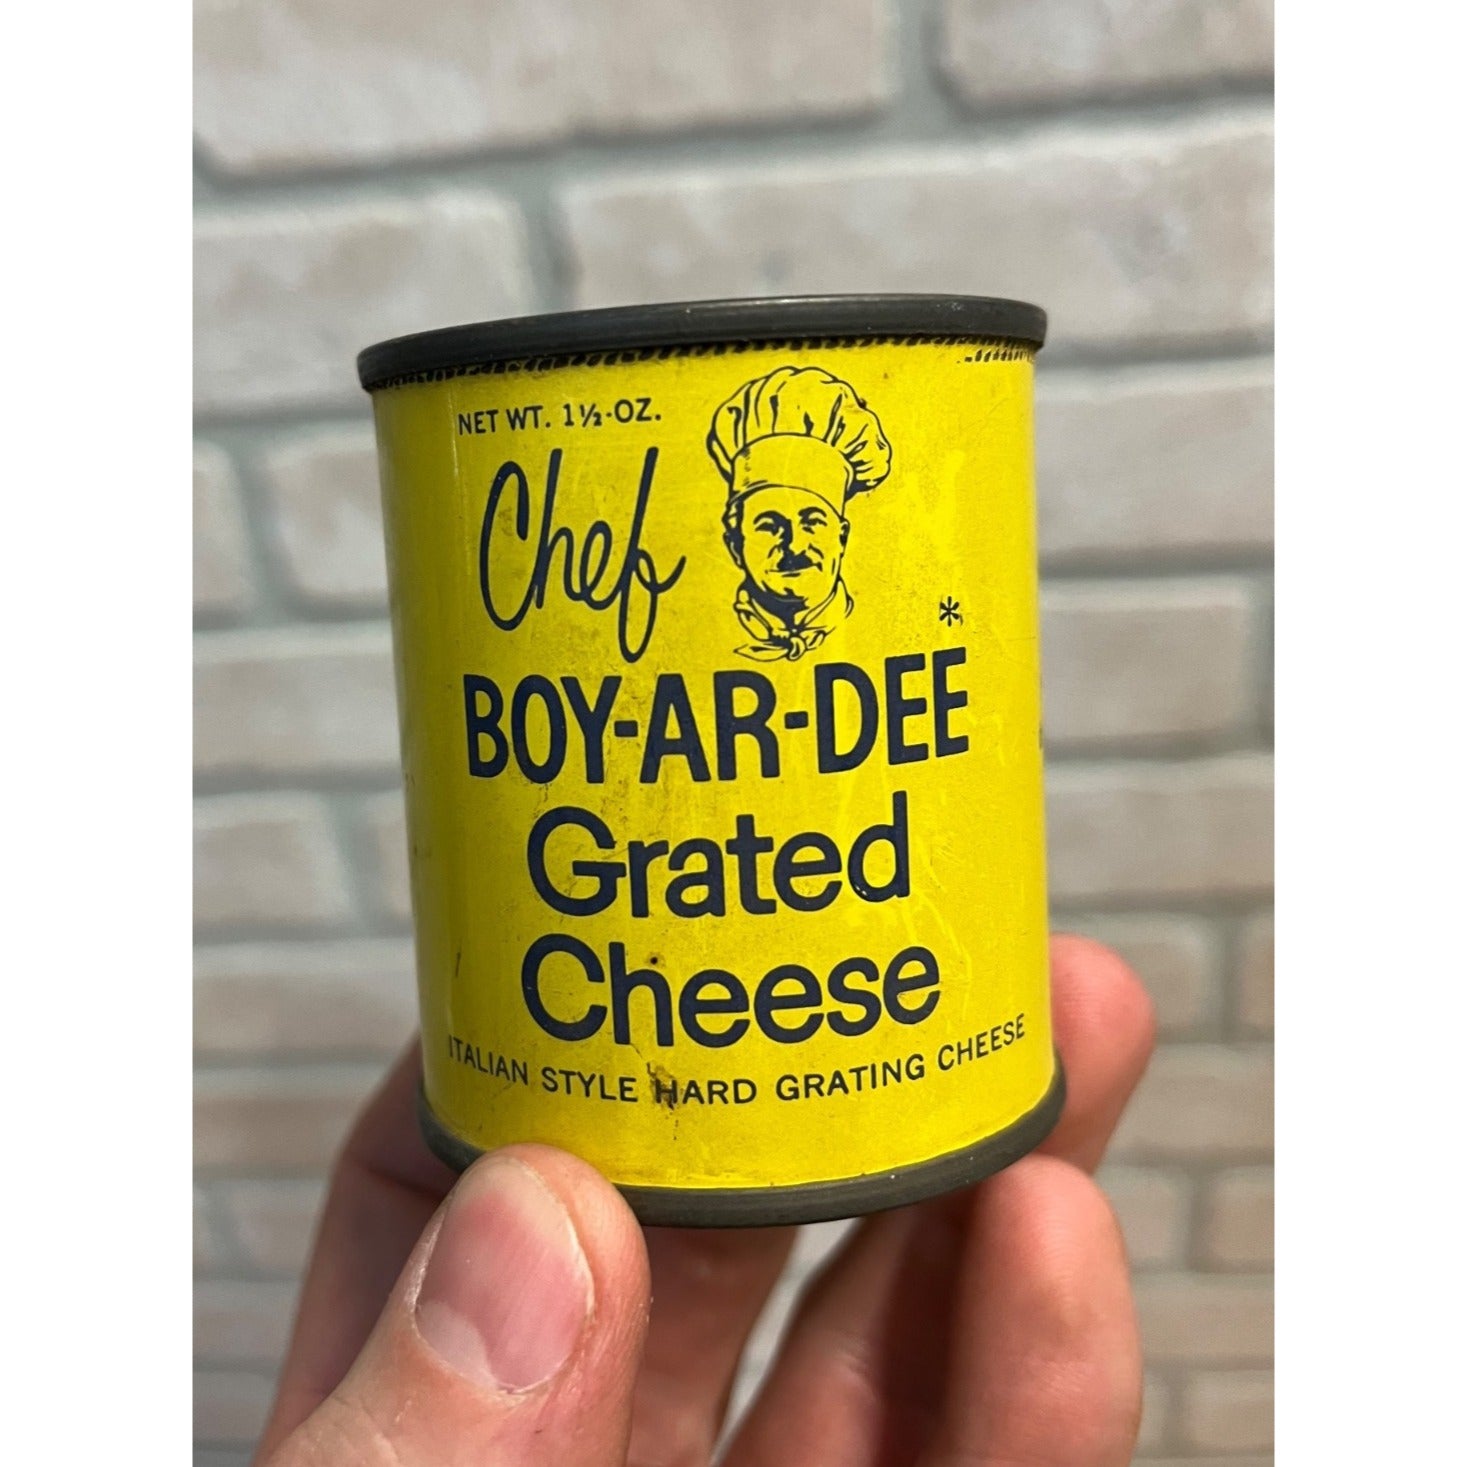 NET WT. 1½-OZ.
Chef
BOY-AR-DEE*
Grated
Cheese
ITALIAN STYLE HARD GRATING CHEESE